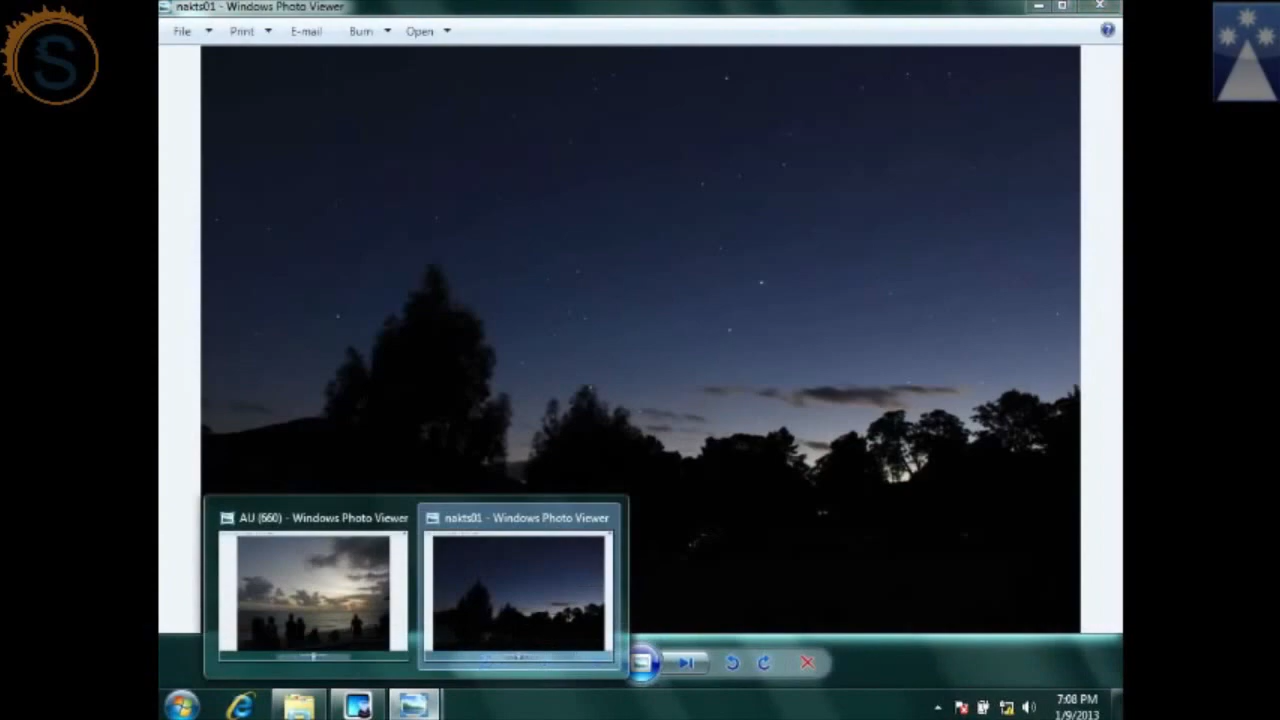 nakts01 - Windows Photo Viewer
File Print E-mail Burn Open
S
AU (660) - Windows Photo Viewer
nakts01 - Windows Photo Viewer
7:08 PM
1/9/2013